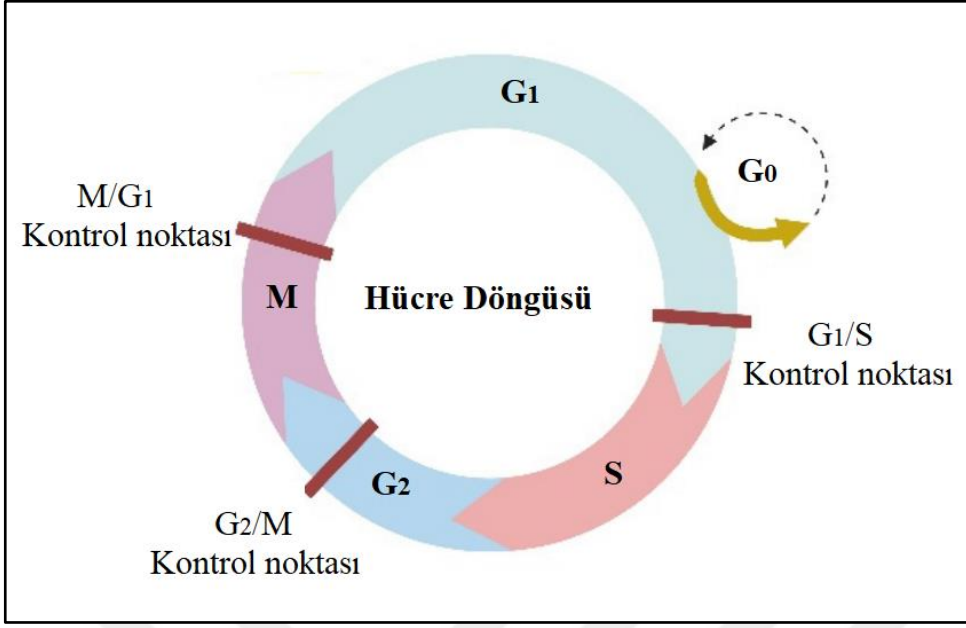 G1
G0
M/G1
Kontrol noktası
M
Hücre Döngüsü
G1/S
Kontrol noktası
S
G2
G2/M
Kontrol noktası